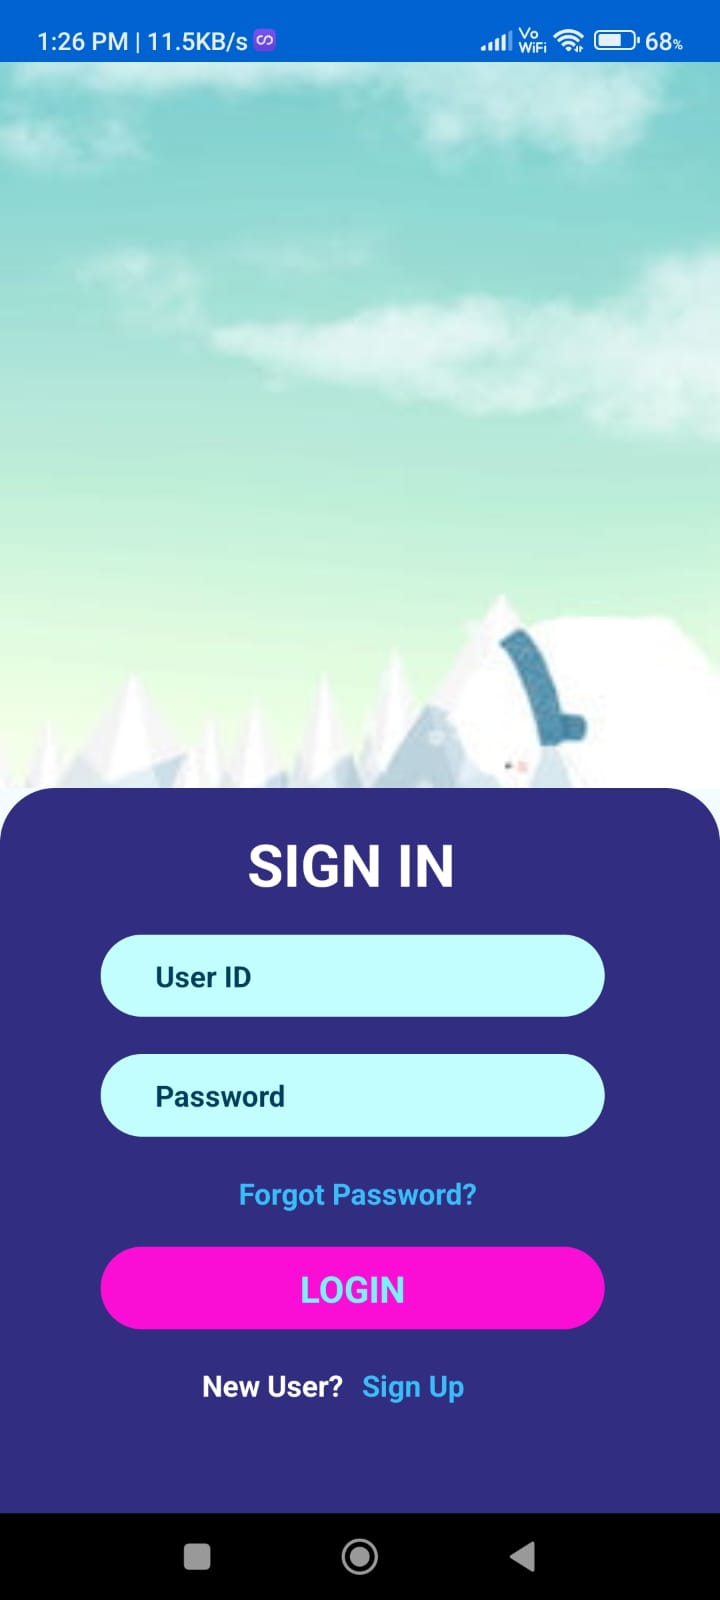 1:26 PM | 11.5KB/s Vo WiFi 68%
SIGN IN
User ID
Password
Forgot Password?
LOGIN
New User? Sign Up